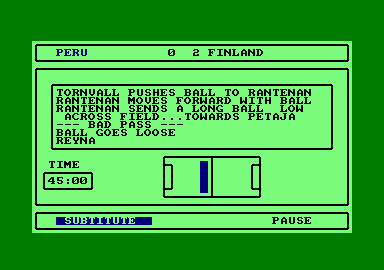 PERU 0 2 FINLAND
TORNVALL PUSHES BALL TO RANTENAN
RANTENAN MOVES FORWARD WITH BALL
RANTENAN SENDS A LONG BALL LOW
ACROSS FIELD...TOWARDS PETAJA
--- BAD PASS ---
BALL GOES LOOSE
REYNA
TIME
45:00
SUBTITUTE PAUSE